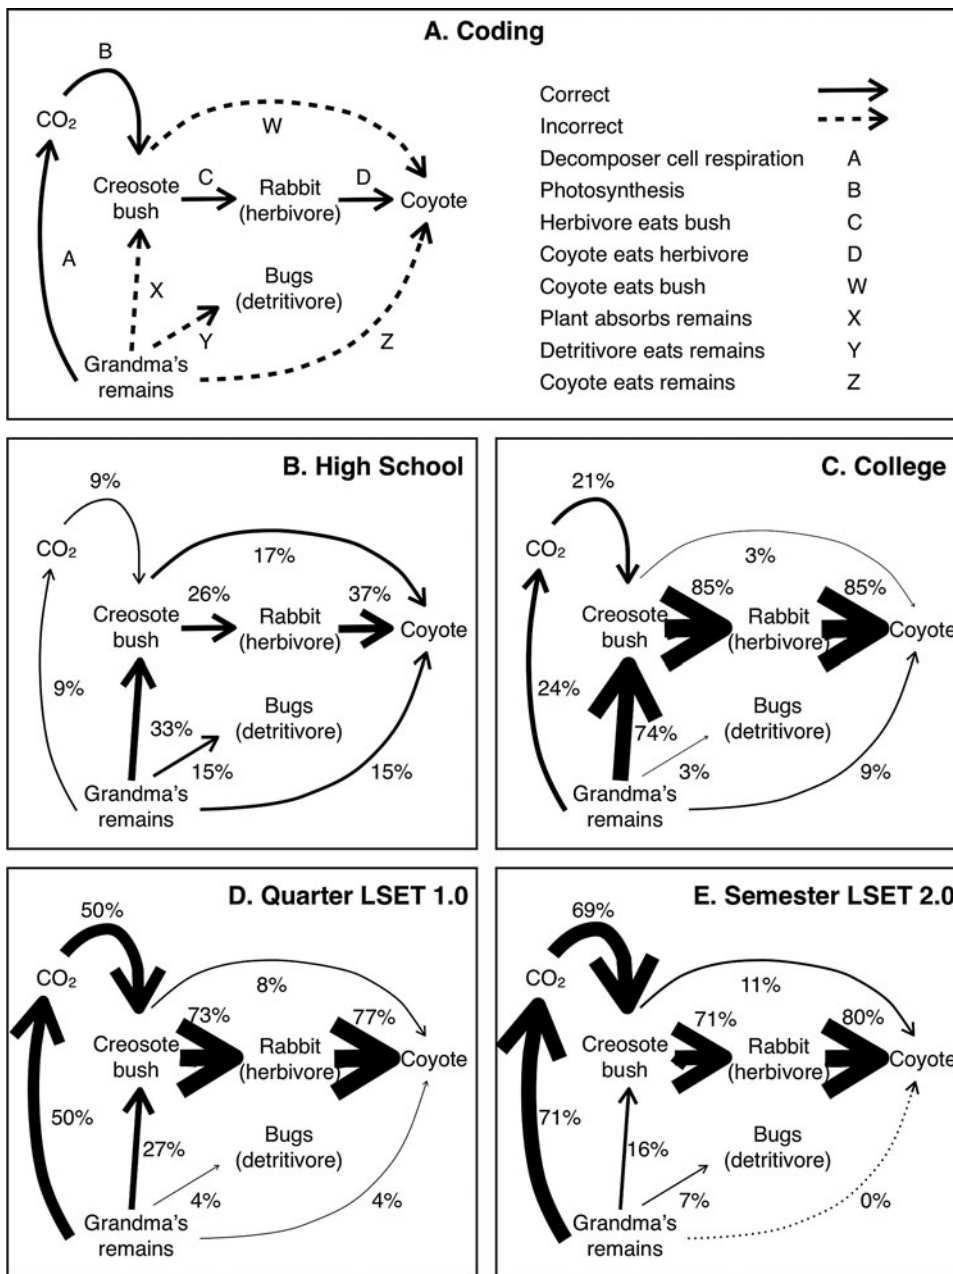 A. Coding
B
CO₂
W
Creosote
bush
C
Rabbit
(herbivore)
D
Coyote
A
X
Bugs
(detritivore)
Y
Z
Grandma's
remains
Correct
Incorrect
Decomposer cell respiration A
Photosynthesis B
Herbivore eats bush C
Coyote eats herbivore D
Coyote eats bush W
Plant absorbs remains X
Detritivore eats remains Y
Coyote eats remains Z
B. High School
9%
CO₂
17%
26%
37%
Creosote
bush
Rabbit
(herbivore)
Coyote
9%
33%
Bugs
(detritivore)
15%
15%
Grandma's
remains
C. College
21%
CO₂
3%
85%
85%
Creosote
bush
Rabbit
(herbivore)
Coyote
24%
74%
Bugs
(detritivore)
3%
9%
Grandma's
remains
D. Quarter LSET 1.0
50%
CO₂
8%
73%
77%
Creosote
bush
Rabbit
(herbivore)
Coyote
50%
27%
Bugs
(detritivore)
4%
4%
Grandma's
remains
E. Semester LSET 2.0
69%
CO₂
11%
71%
80%
Creosote
bush
Rabbit
(herbivore)
Coyote
71%
16%
Bugs
(detritivore)
7%
0%
Grandma's
remains